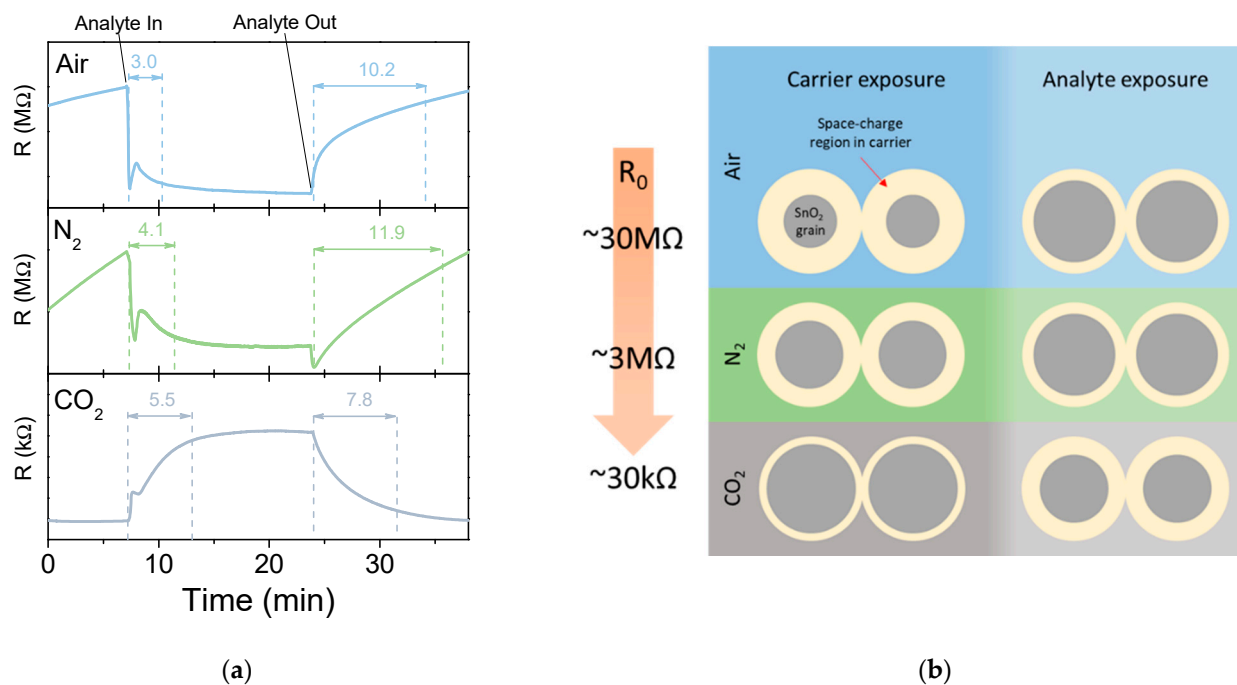 Analyte In
Analyte Out
Air
3.0
10.2
R (MΩ)
N2
4.1
11.9
R (MΩ)
CO2
5.5
7.8
R (kΩ)
0
10
20
30
Time (min)
(a)
R0
~30MΩ
~3MΩ
~30kΩ
Carrier exposure
Analyte exposure
Space-charge
region in carrier
Air
SnO2
grain
N2
CO2
(b)